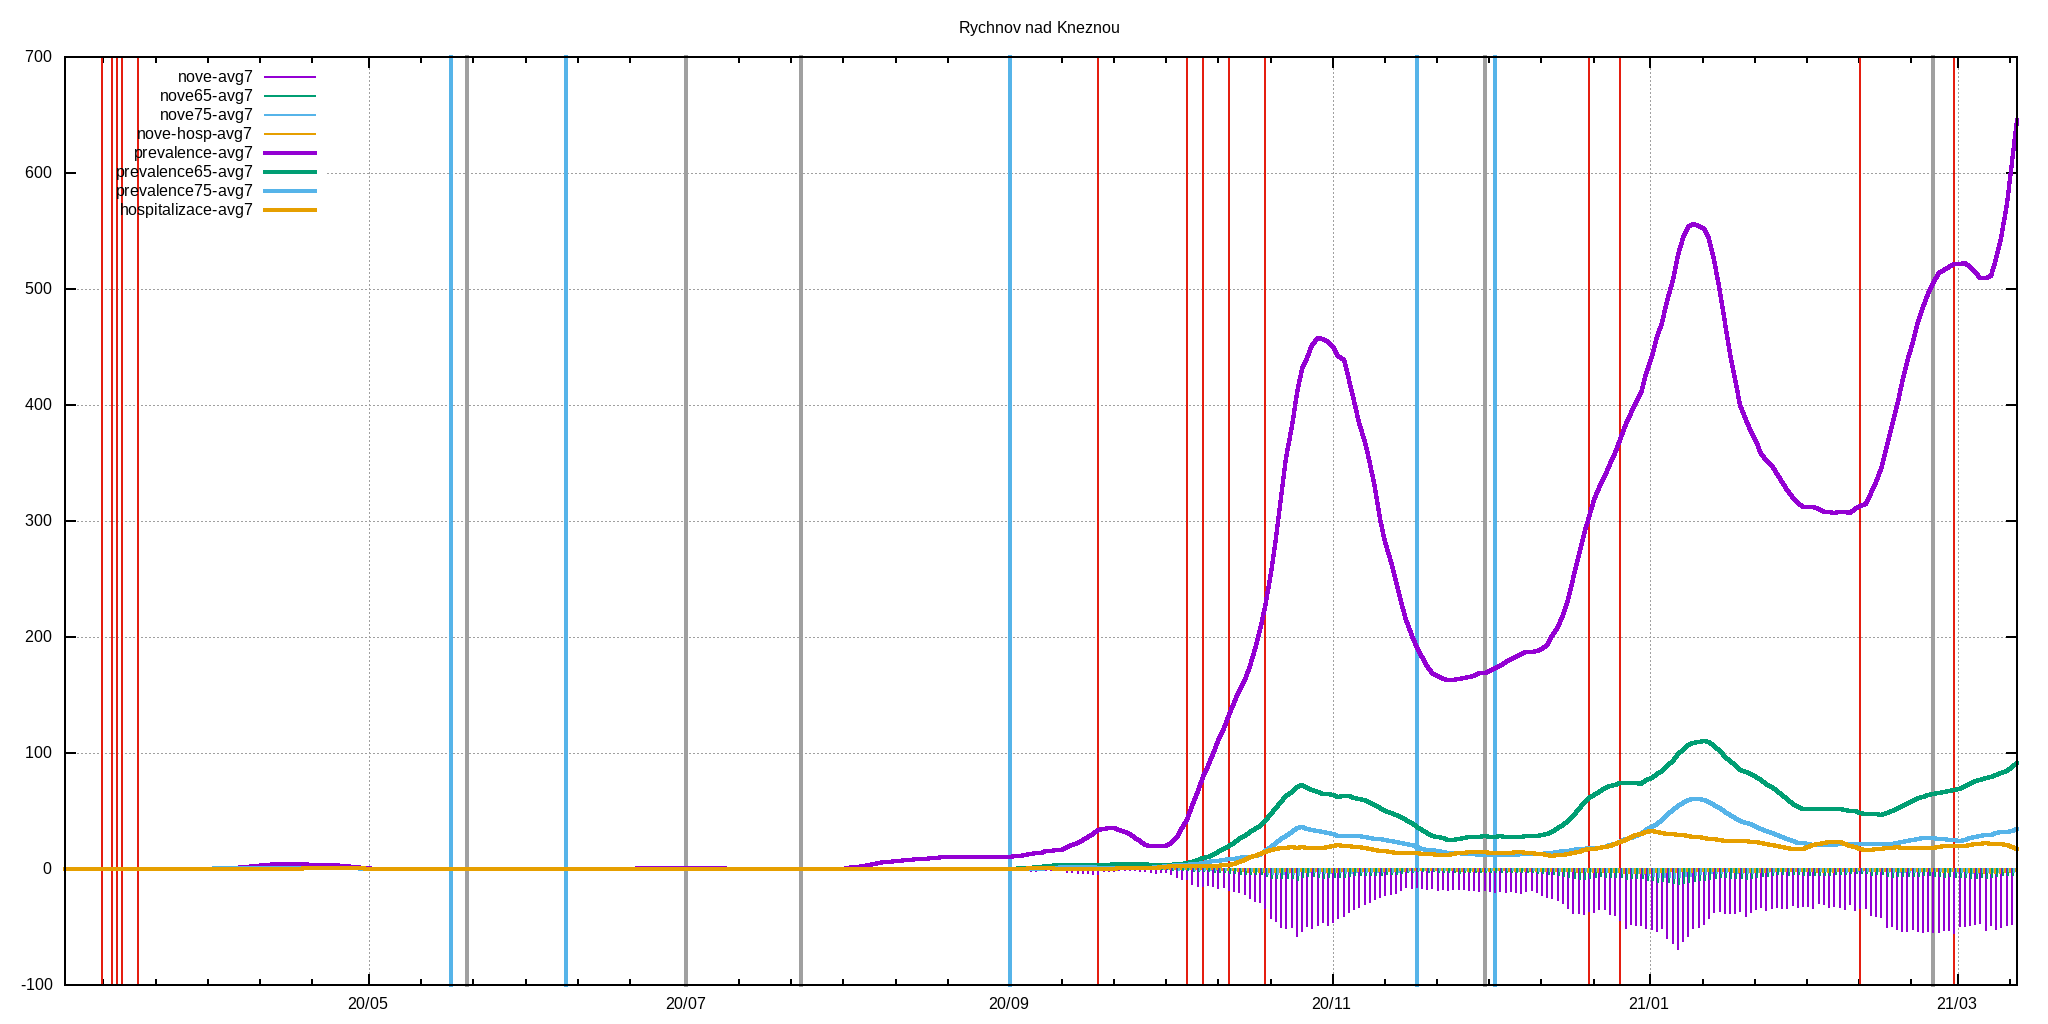 Rychnov nad Kneznou
700
600
500
400
300
200
100
0
-100
nove-avg7
nove65-avg7
nove75-avg7
nove-hosp-avg7
prevalence-avg7
prevalence65-avg7
prevalence75-avg7
hospitalizace-avg7
20/05
20/07
20/09
20/11
21/01
21/03